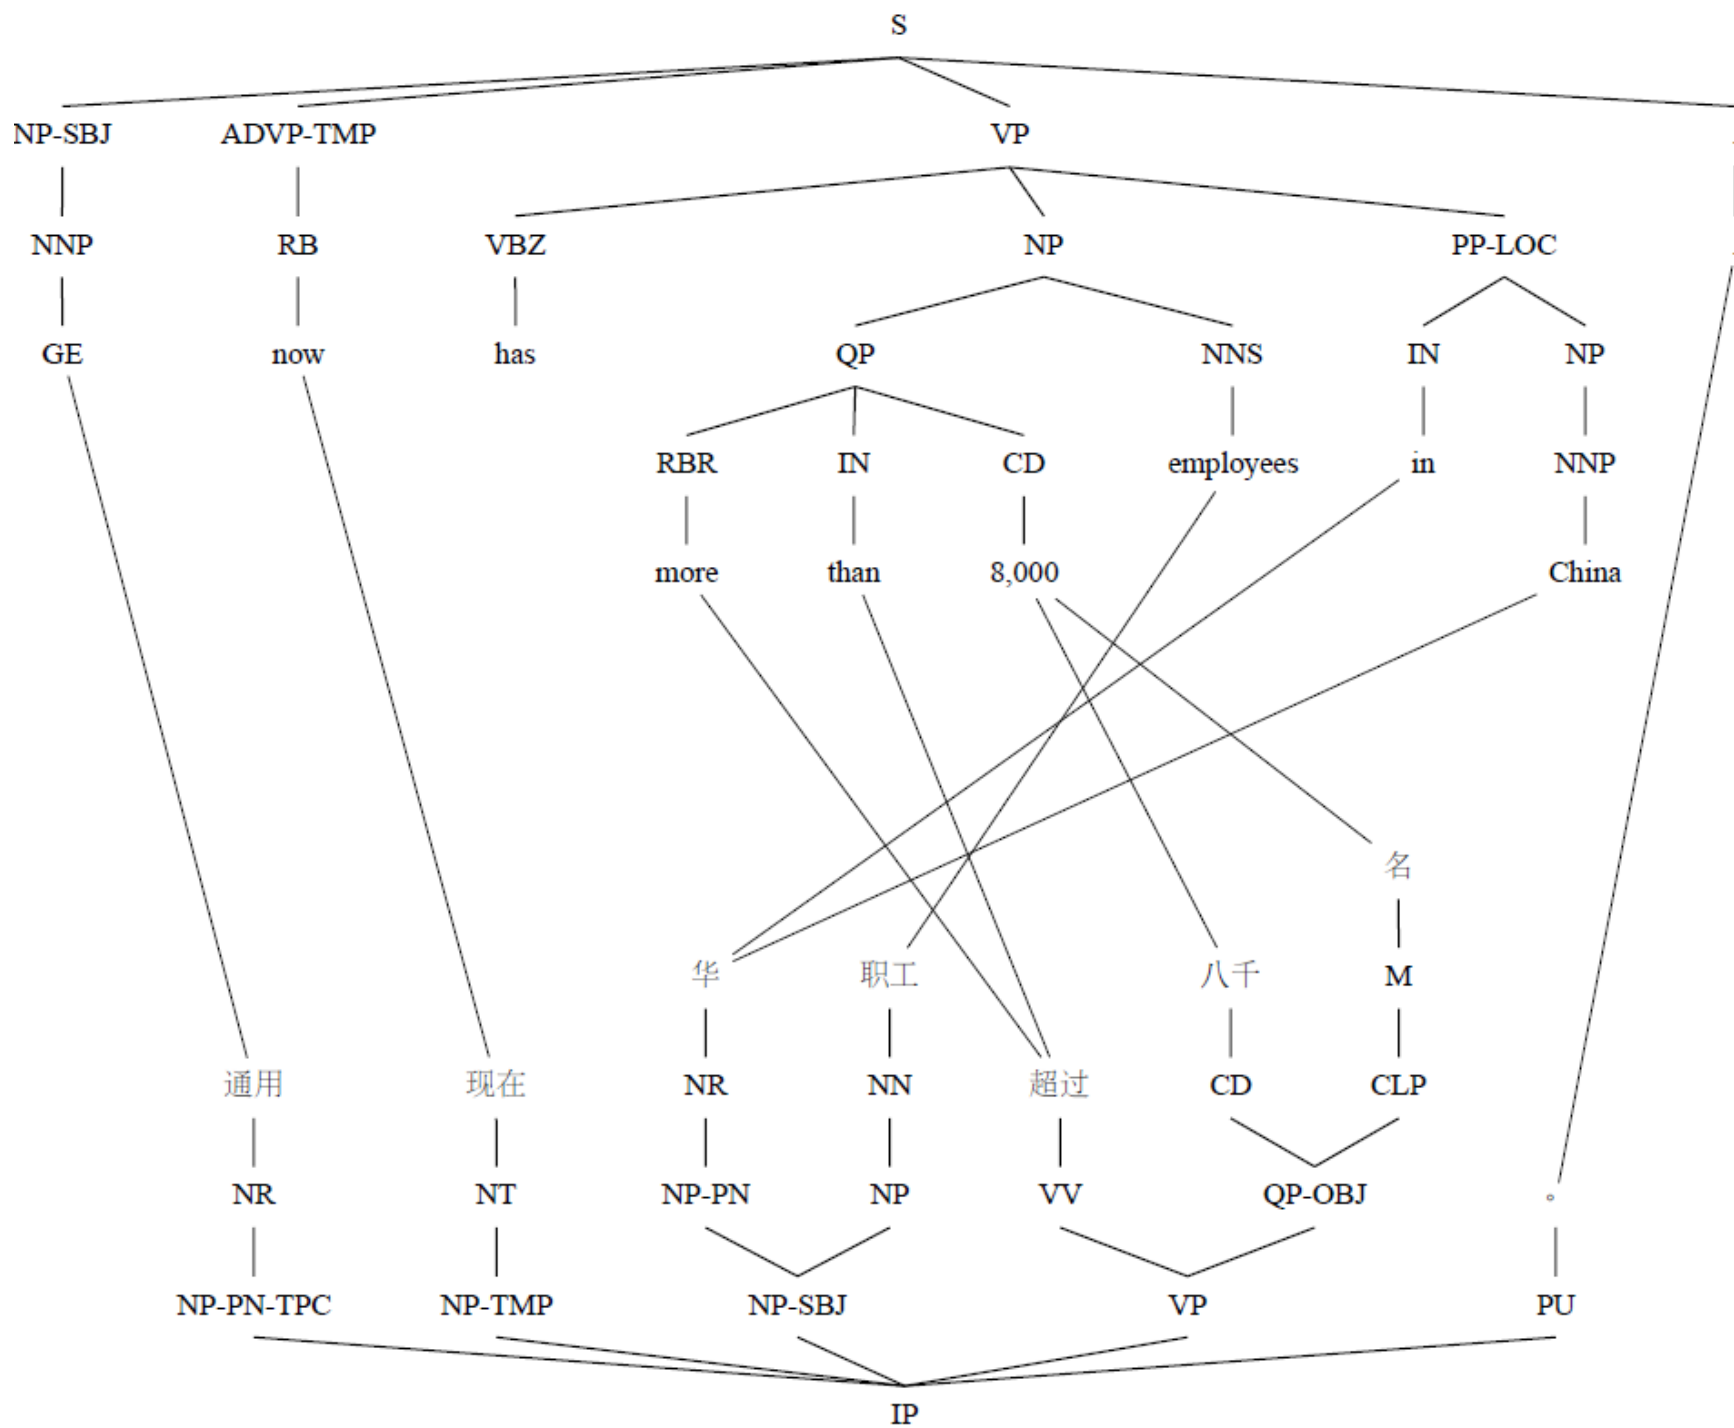 S
NP-SBJ ADVP-TMP VP
NNP RB VBZ NP PP-LOC
GE now has QP NNS IN NP
RBR IN CD employees in NNP
more than 8,000 China
名
华 职工 八千 M
通用 现在 NR NN 超过 CD CLP
NR NT NP-PN NP VV QP-OBJ 。
NP-PN-TPC NP-TMP NP-SBJ VP PU
IP